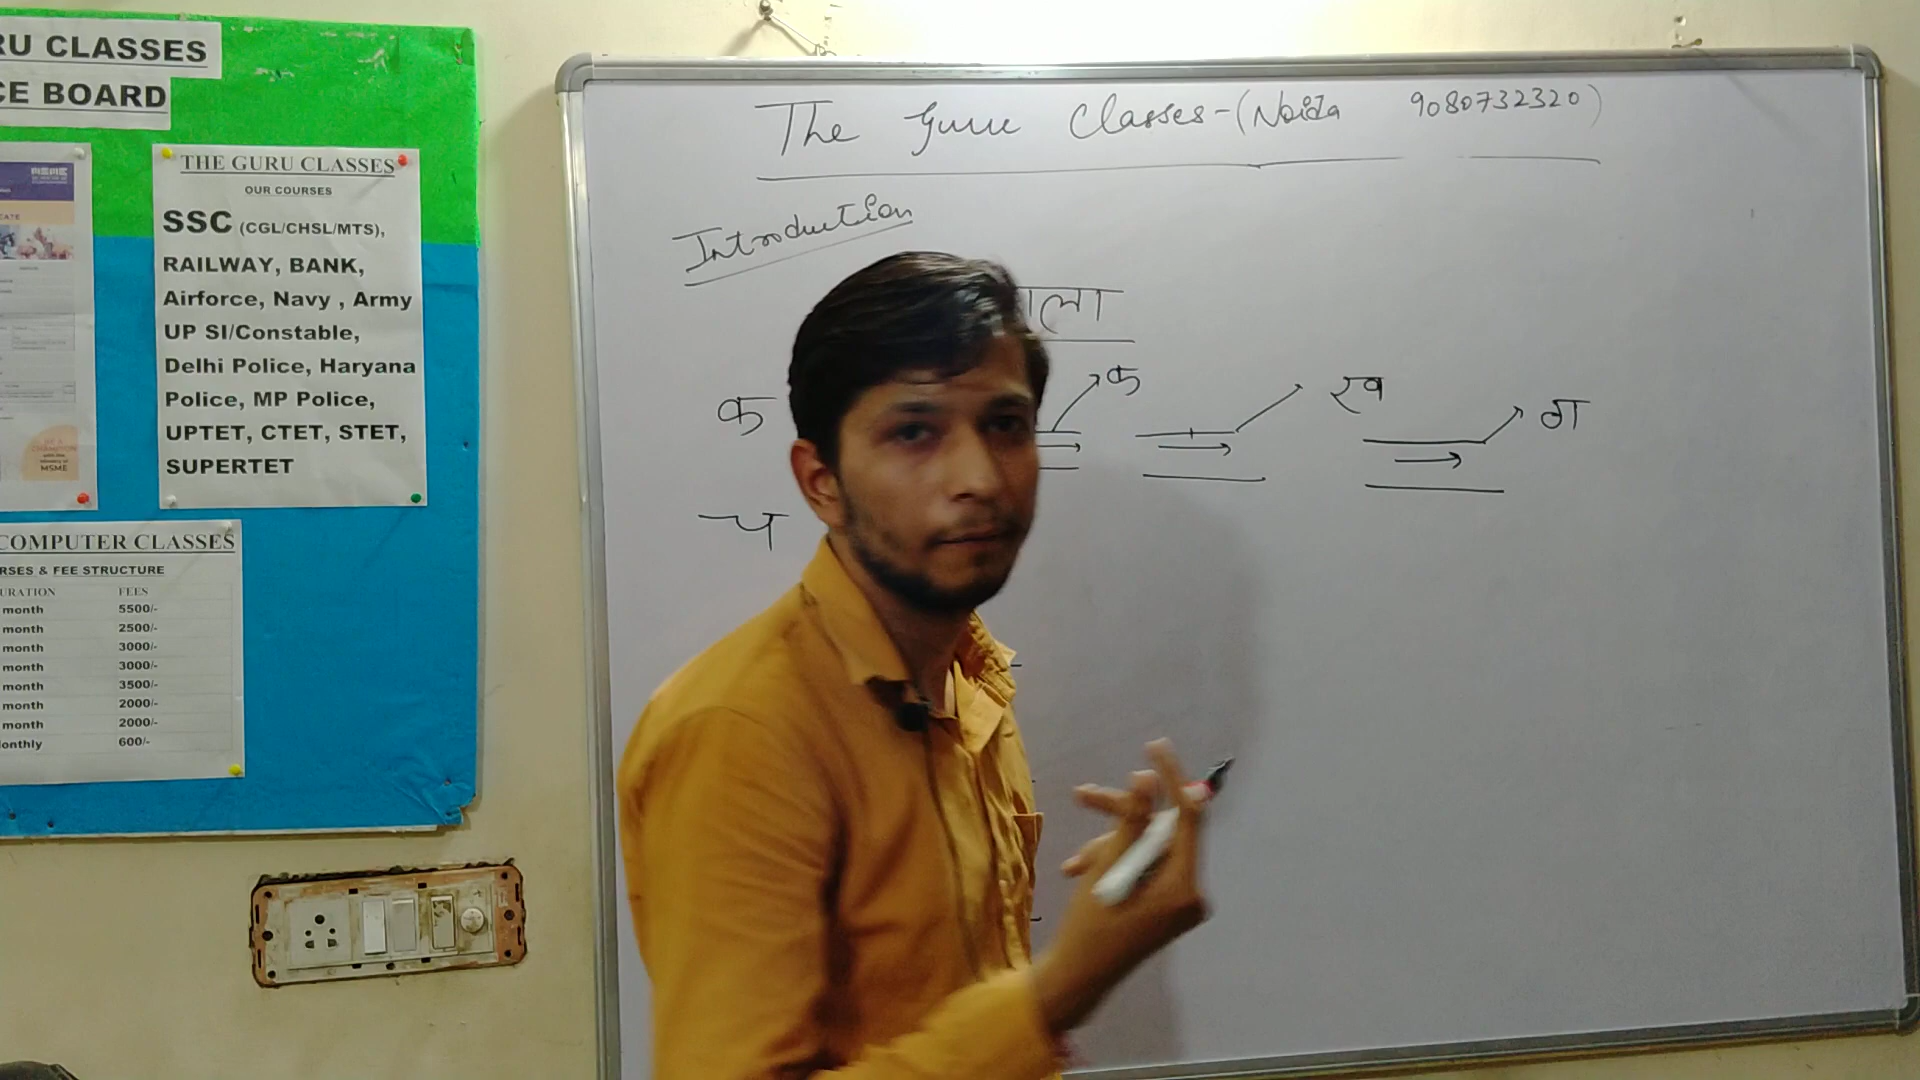 RU CLASSES
CE BOARD
THE GURU CLASSES
OUR COURSES
SSC (CGL/CHSL/MTS),
RAILWAY, BANK,
Airforce, Navy , Army
UP SI/Constable,
Delhi Police, Haryana
Police, MP Police,
UPTET, CTET, STET,
SUPERTET
MSME
COMPUTER CLASSES
RSES & FEE STRUCTURE
URATION FEES
month 5500/-
month 2500/-
month 3000/-
month 3000/-
month 3500/-
month 2000/-
month 2000/-
onthly 600/-
The Guru Classes-(Noida 9080732320)
Introduction
ाला
क क ख ग
च